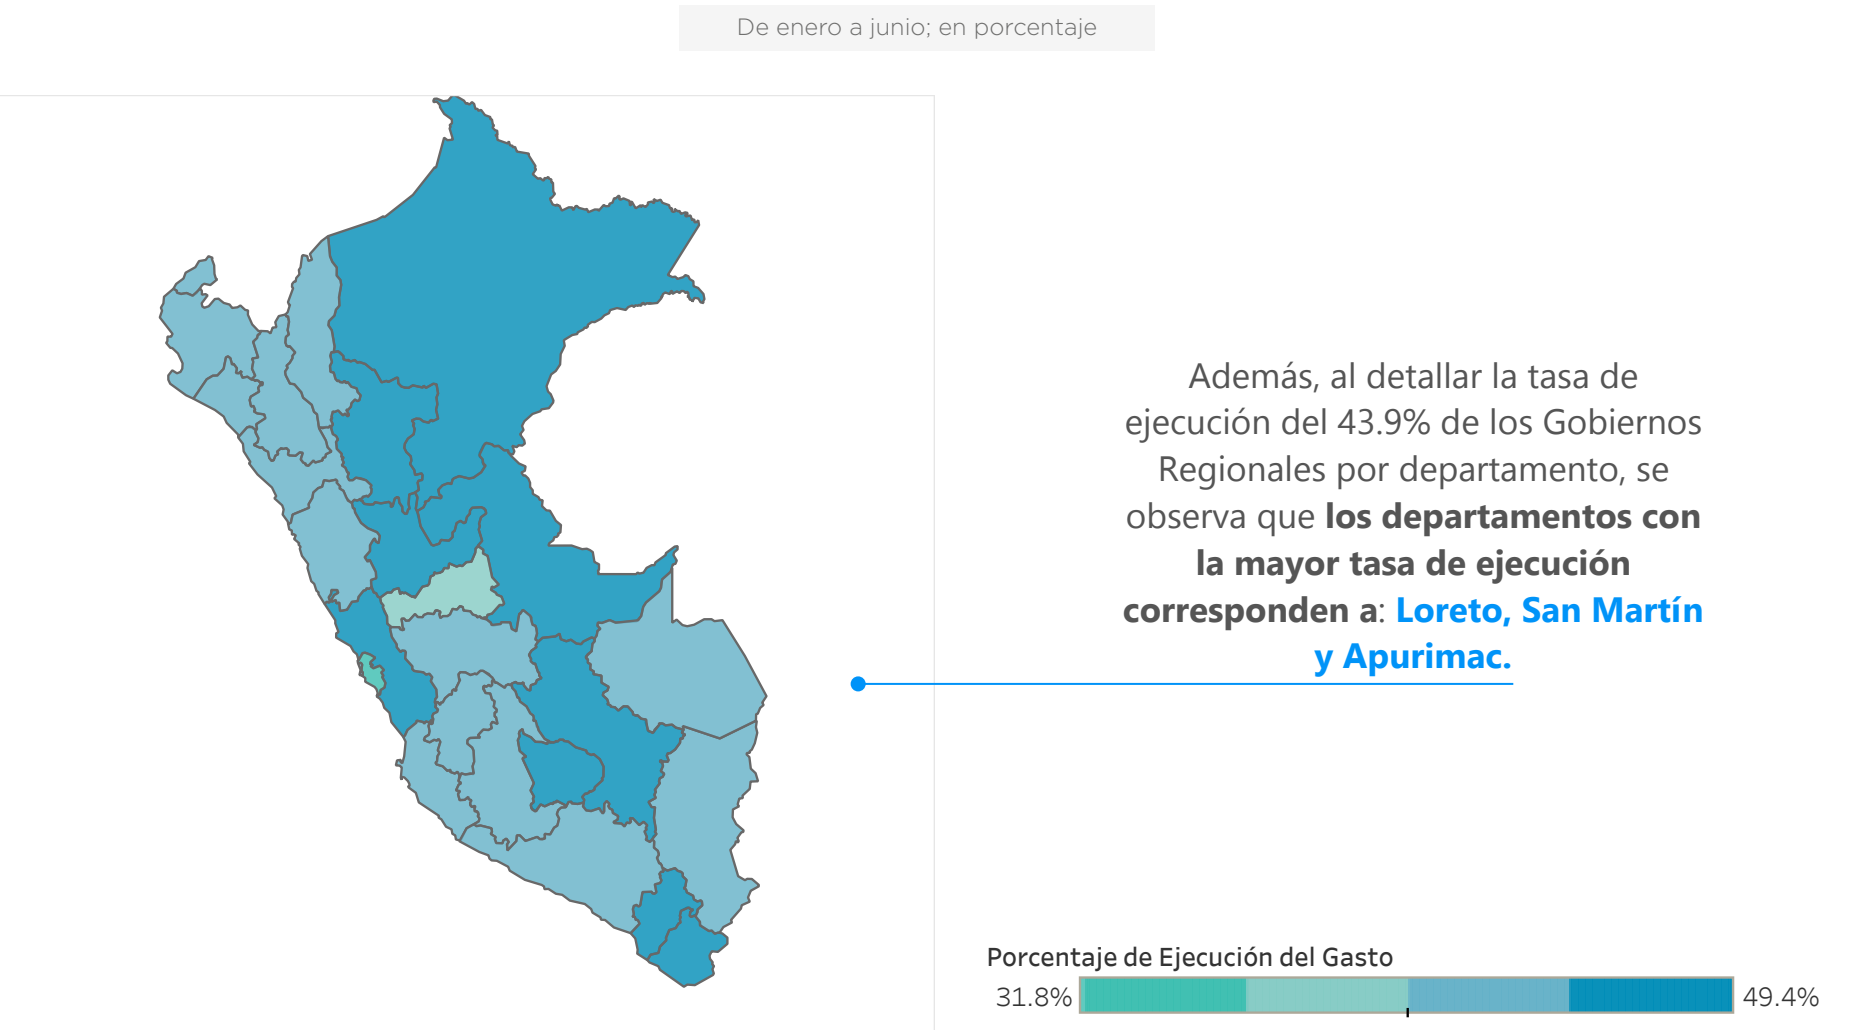 De enero a junio; en porcentaje
Además, al detallar la tasa de
ejecución del 43.9% de los Gobiernos
Regionales por departamento, se
observa que los departamentos con
la mayor tasa de ejecución
corresponden a: Loreto, San Martín
y Apurimac.
Porcentaje de Ejecución del Gasto
31.8% 49.4%